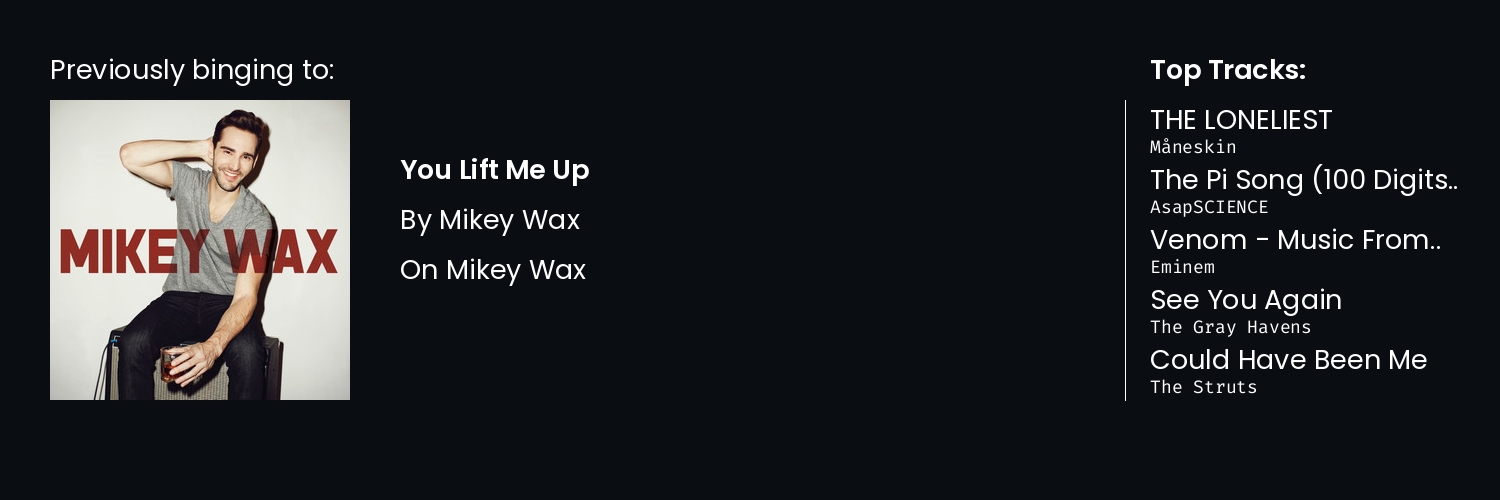 Previously binging to:
MIKEY WAX
You Lift Me Up
By Mikey Wax
On Mikey Wax
Top Tracks:
THE LONELIEST
Måneskin
The Pi Song (100 Digits..
AsapSCIENCE
Venom - Music From..
Eminem
See You Again
The Gray Havens
Could Have Been Me
The Struts